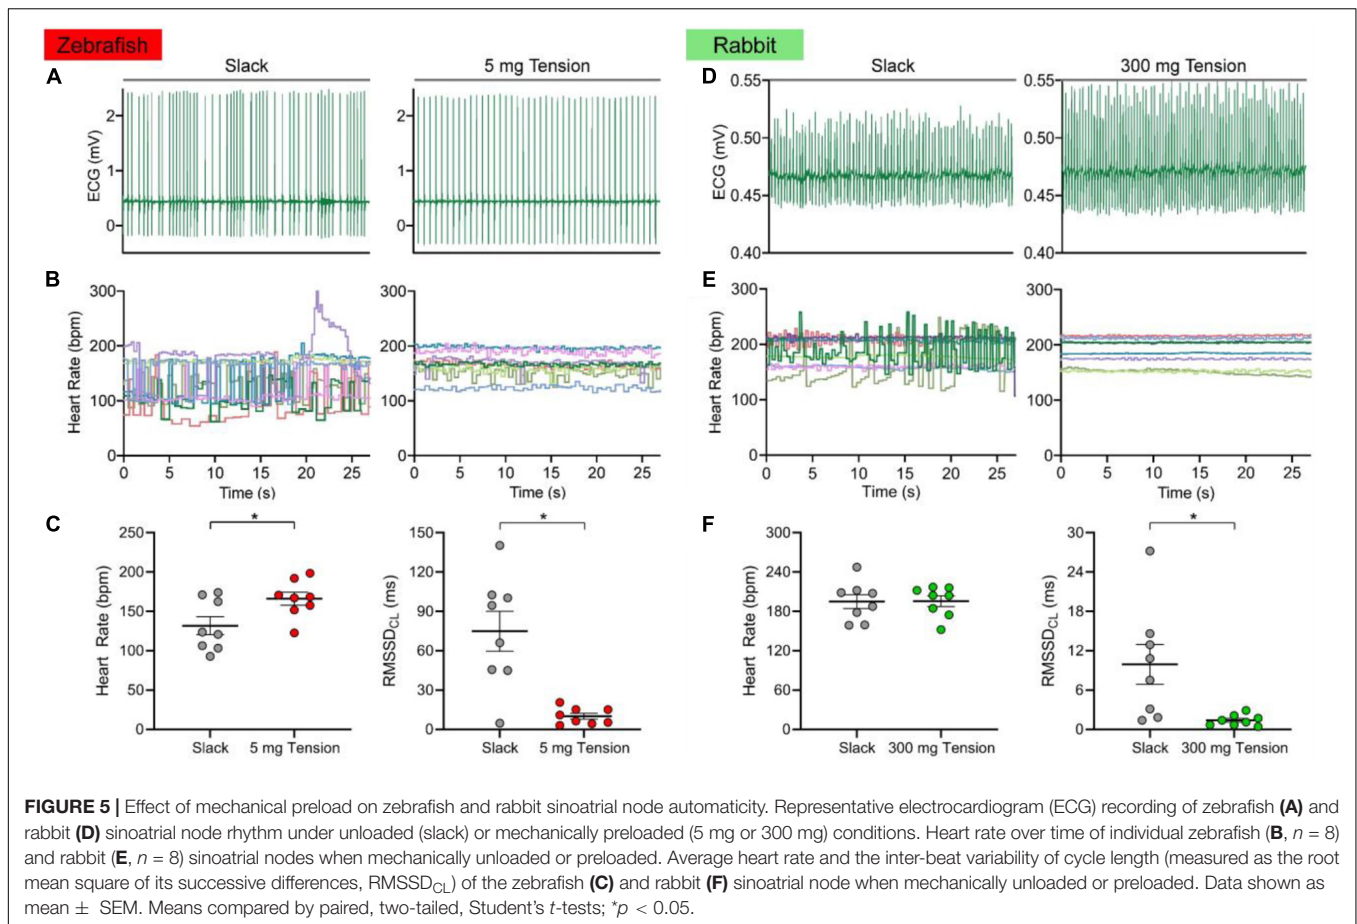 Zebrafish
Rabbit
A
Slack
5 mg Tension
ECG (mV)
2
1
0
2
1
0
D
Slack
300 mg Tension
ECG (mV)
0.55
0.50
0.45
0.40
0.55
0.50
0.45
0.40
B
Heart Rate (bpm)
300
200
100
0
0 5 10 15 20 25
Time (s)
300
200
100
0
0 5 10 15 20 25
Time (s)
E
Heart Rate (bpm)
300
200
100
0
0 5 10 15 20 25
Time (s)
300
200
100
0
0 5 10 15 20 25
Time (s)
C
Heart Rate (bpm)
250
200
150
100
50
0
*
Slack 5 mg Tension
RMSSDCL (ms)
150
120
90
60
30
0
*
Slack 5 mg Tension
F
Heart Rate (bpm)
300
240
180
120
60
0
Slack 300 mg Tension
RMSSDCL (ms)
30
24
18
12
6
0
*
Slack 300 mg Tension
FIGURE 5 | Effect of mechanical preload on zebrafish and rabbit sinoatrial node automaticity. Representative electrocardiogram (ECG) recording of zebrafish (A) and
rabbit (D) sinoatrial node rhythm under unloaded (slack) or mechanically preloaded (5 mg or 300 mg) conditions. Heart rate over time of individual zebrafish (B, n = 8)
and rabbit (E, n = 8) sinoatrial nodes when mechanically unloaded or preloaded. Average heart rate and the inter-beat variability of cycle length (measured as the root
mean square of its successive differences, RMSSDCL) of the zebrafish (C) and rabbit (F) sinoatrial node when mechanically unloaded or preloaded. Data shown as
mean ± SEM. Means compared by paired, two-tailed, Student's t-tests; *p < 0.05.